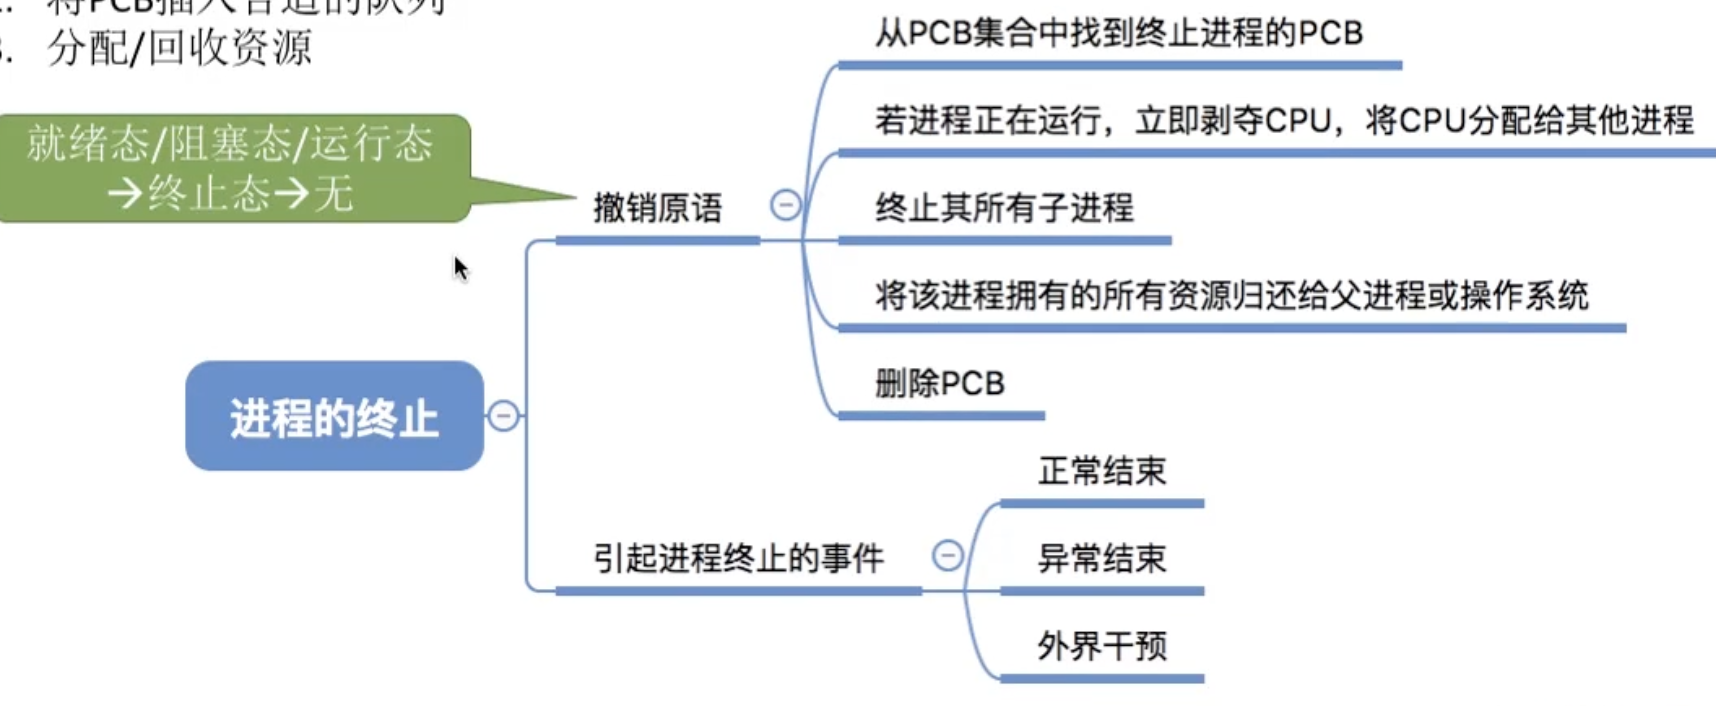 将PCB插入合适的队列
3. 分配/回收资源
就绪态/阻塞态/运行态
→终止态→无
从PCB集合中找到终止进程的PCB
若进程正在运行，立即剥夺CPU，将CPU分配给其他进程
撤销原语
终止其所有子进程
将该进程拥有的所有资源归还给父进程或操作系统
删除PCB
进程的终止
引起进程终止的事件
正常结束
异常结束
外界干预